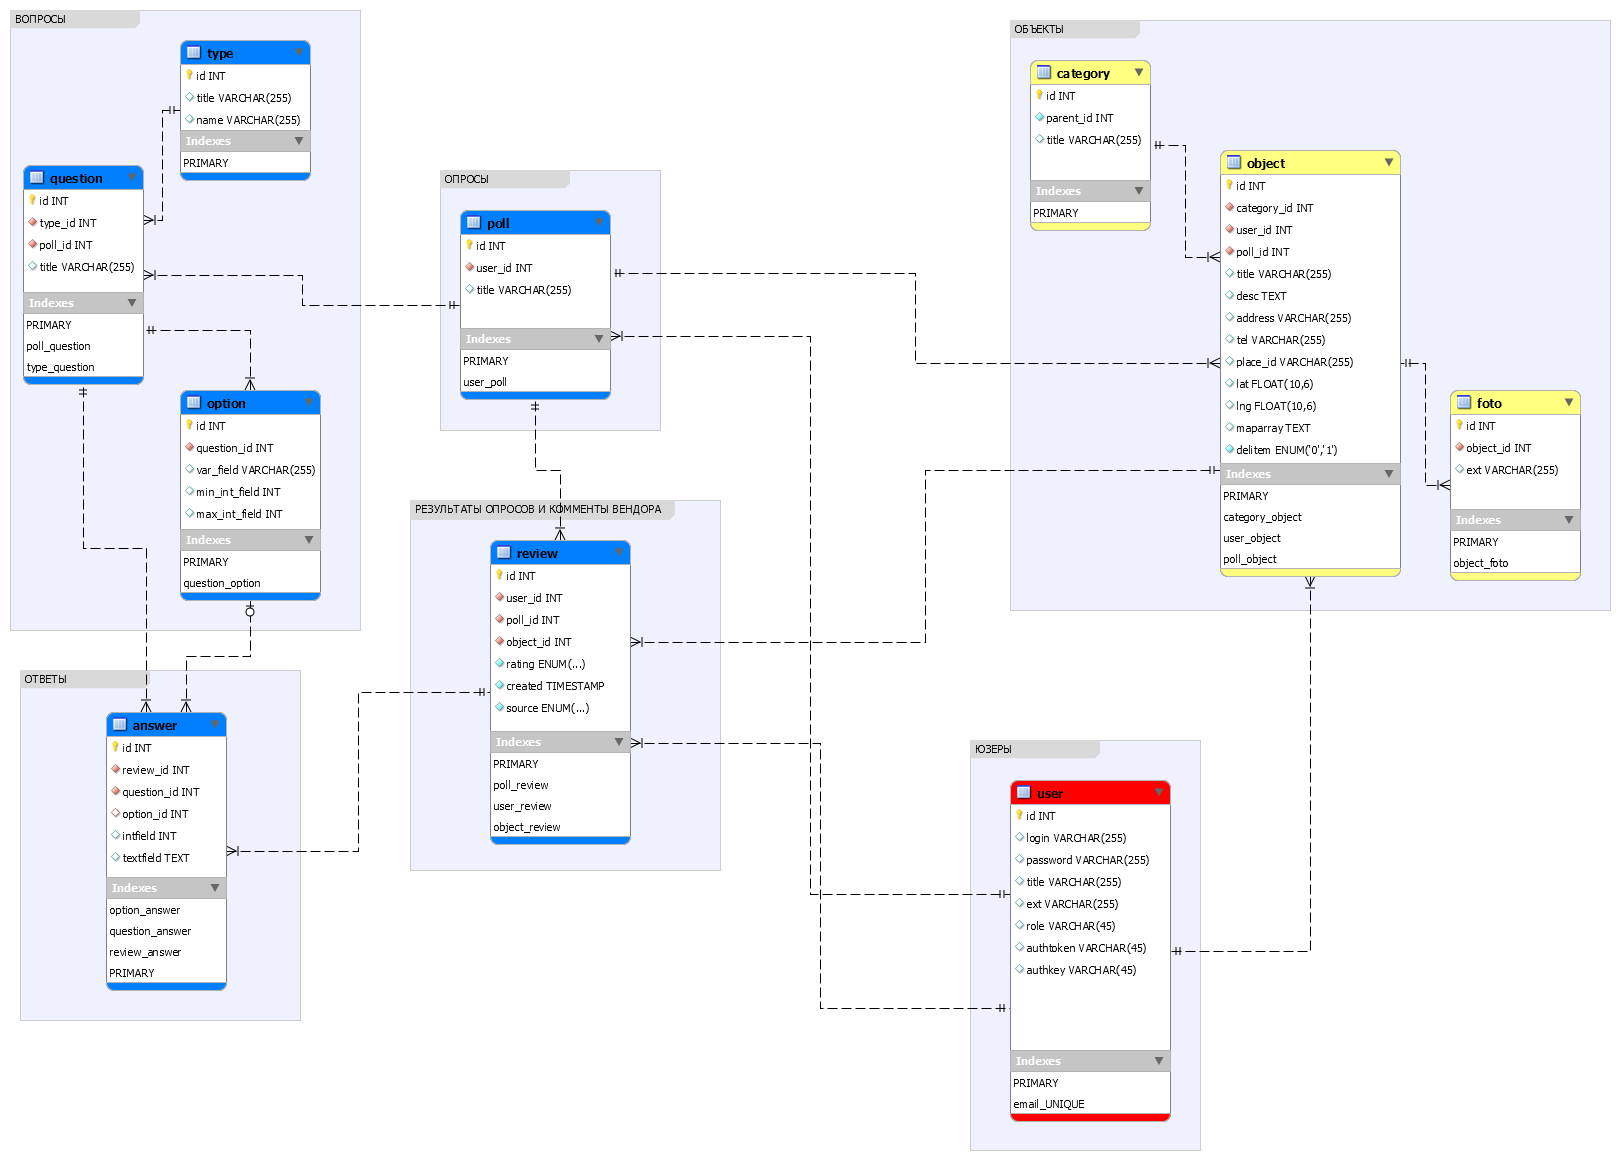 ВОПРОСЫ
type
id INT
title VARCHAR(255)
name VARCHAR(255)
Indexes
PRIMARY
question
id INT
type_id INT
poll_id INT
title VARCHAR(255)
Indexes
PRIMARY
poll_question
type_question
option
id INT
question_id INT
var_field VARCHAR(255)
min_int_field INT
max_int_field INT
Indexes
PRIMARY
question_option
ОТВЕТЫ
answer
id INT
review_id INT
question_id INT
option_id INT
intfield INT
textfield TEXT
Indexes
option_answer
question_answer
review_answer
PRIMARY
ОПРОСЫ
poll
id INT
user_id INT
title VARCHAR(255)
Indexes
PRIMARY
user_poll
РЕЗУЛЬТАТЫ ОПРОСОВ И КОММЕНТЫ ВЕНДОРА
review
id INT
user_id INT
poll_id INT
object_id INT
rating ENUM(...)
created TIMESTAMP
source ENUM(...)
Indexes
PRIMARY
poll_review
user_review
object_review
ОБЪЕКТЫ
category
id INT
parent_id INT
title VARCHAR(255)
Indexes
PRIMARY
object
id INT
category_id INT
user_id INT
poll_id INT
title VARCHAR(255)
desc TEXT
address VARCHAR(255)
tel VARCHAR(255)
place_id VARCHAR(255)
lat FLOAT(10,6)
lng FLOAT(10,6)
maparray TEXT
delitem ENUM('0','1')
Indexes
PRIMARY
category_object
user_object
poll_object
foto
id INT
object_id INT
ext VARCHAR(255)
Indexes
PRIMARY
object_foto
ЮЗЕРЫ
user
id INT
login VARCHAR(255)
password VARCHAR(255)
title VARCHAR(255)
ext VARCHAR(255)
role VARCHAR(45)
authtoken VARCHAR(45)
authkey VARCHAR(45)
Indexes
PRIMARY
email_UNIQUE